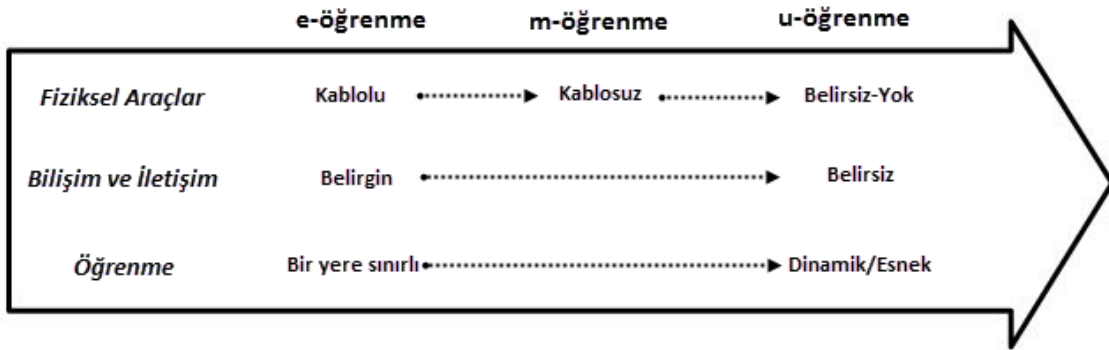 e-öğrenme m-öğrenme u-öğrenme
Fiziksel Araçlar Kablolu Kablosuz Belirsiz-Yok
Bilişim ve İletişim Belirgin Belirsiz
Öğrenme Bir yere sınırlı Dinamik/Esnek